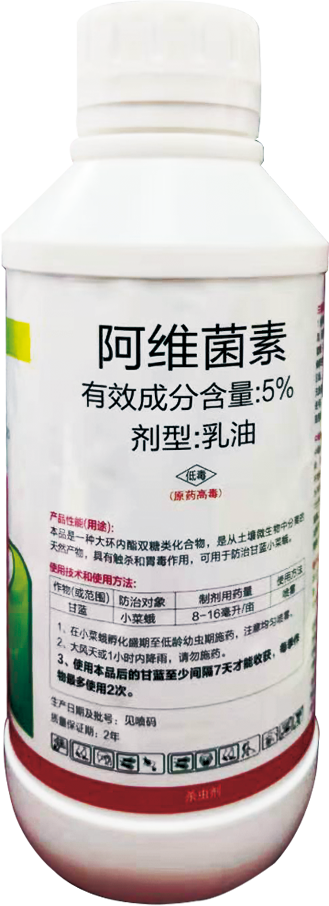 阿维菌素
有效成分含量:5%
剂型:乳油
低毒
(原药高毒)
产品性能(用途):
本品是一种大环内酯双糖类化合物，是从土壤微生物中分离的
天然产物，具有触杀和胃毒作用，可用于防治甘蓝小菜蛾。
使用技术和使用方法:
作物(或范围) 防治对象 制剂用药量 使用方法
甘蓝 小菜蛾 8-16毫升/亩 喷雾
1、在小菜蛾孵化盛期至低龄幼虫期施药，注意均匀喷雾。
2、大风天或1小时内降雨，请勿施药。
3、使用本品后的甘蓝至少间隔7天才能收获，每季作
物最多使用2次。
生产日期及批号：见喷码
质量保证期：2年
杀虫剂